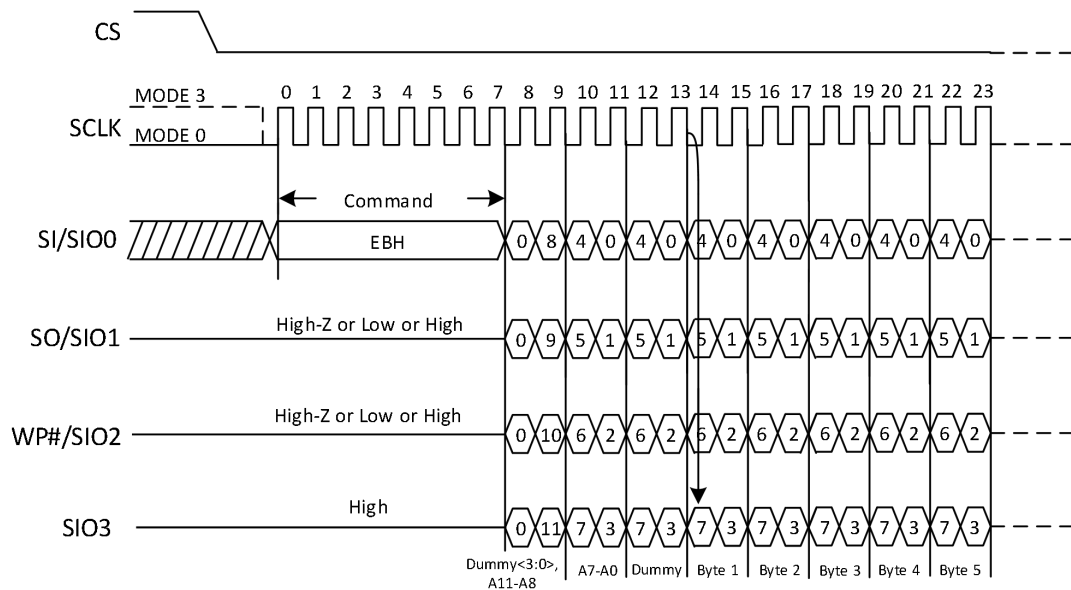 CS
MODE 3
0 1 2 3 4 5 6 7 8 9 10 11 12 13 14 15 16 17 18 19 20 21 22 23
SCLK
MODE 0
Command
SI/SIO0 EBH 0 8 4 0 4 0 4 0 4 0 4 0 4 0 4 0
High-Z or Low or High
SO/SIO1 0 9 5 1 5 1 5 1 5 1 5 1 5 1 5 1
High-Z or Low or High
WP#/SIO2 0 10 6 2 6 2 6 2 6 2 6 2 6 2 6 2
High
SIO3 0 11 7 3 7 3 7 3 7 3 7 3 7 3 7 3
Dummy<3:0>, A7-A0 Dummy Byte 1 Byte 2 Byte 3 Byte 4 Byte 5
A11-A8